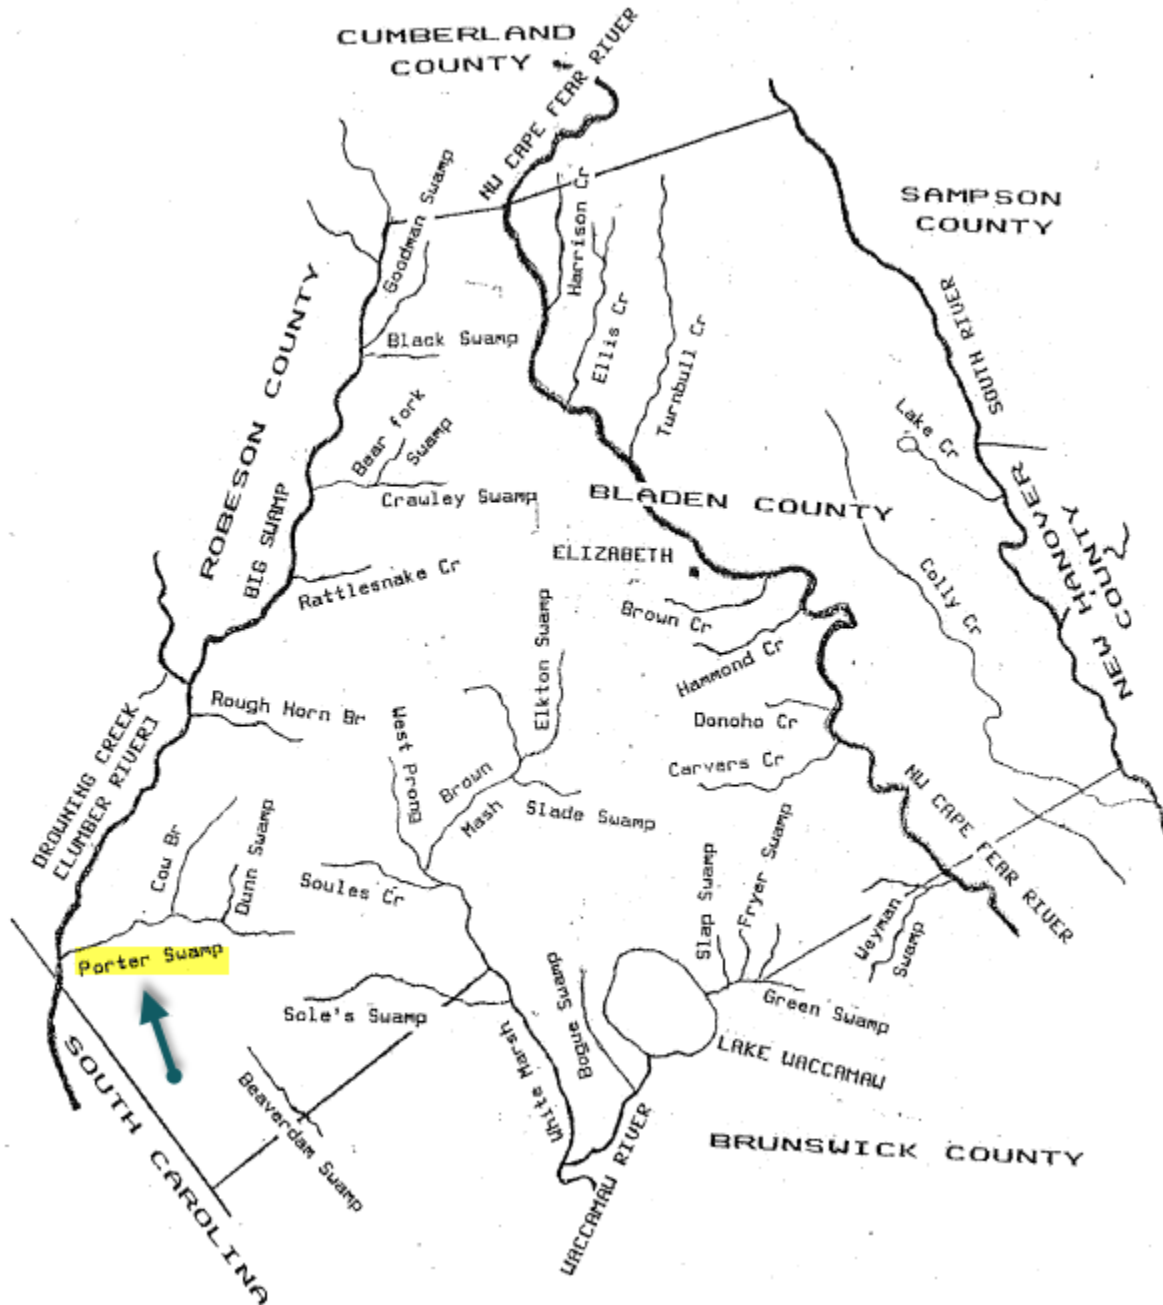 CUMBERLAND
COUNTY
NW CAPE FEAR RIVER
SAMPSON
COUNTY
Goodman Swamp
Harrison Cr
ROBESON COUNTY
Black Swamp
Ellis Cr
Turnbull Cr
SOUTH RIVER
Lake Cr
Bear fork
Swamp
Crawley Swamp
BLADEN COUNTY
NEW HANOVER
COUNTY
BIG SWAMP
ELIZABETH
Rattlesnake Cr
Brown Cr
Colly Cr
Hammond Cr
Elkton Swamp
Rough Horn Br
West Prong
Donoho Cr
DROWNING CREEK
[LUMBER RIVER]
Brown
Mash
Carvers Cr
Slade Swamp
NW CAPE FEAR RIVER
Cow Br
Dunn Swamp
Soules Cr
Slap Swamp
Fryer Swamp
Weyman
Swamp
Porter Swamp
Sole's Swamp
Bogue Swamp
Green Swamp
White Marsh
LAKE WACCAMAW
SOUTH CAROLINA
Beaverdam Swamp
WACCAMAW RIVER
BRUNSWICK COUNTY